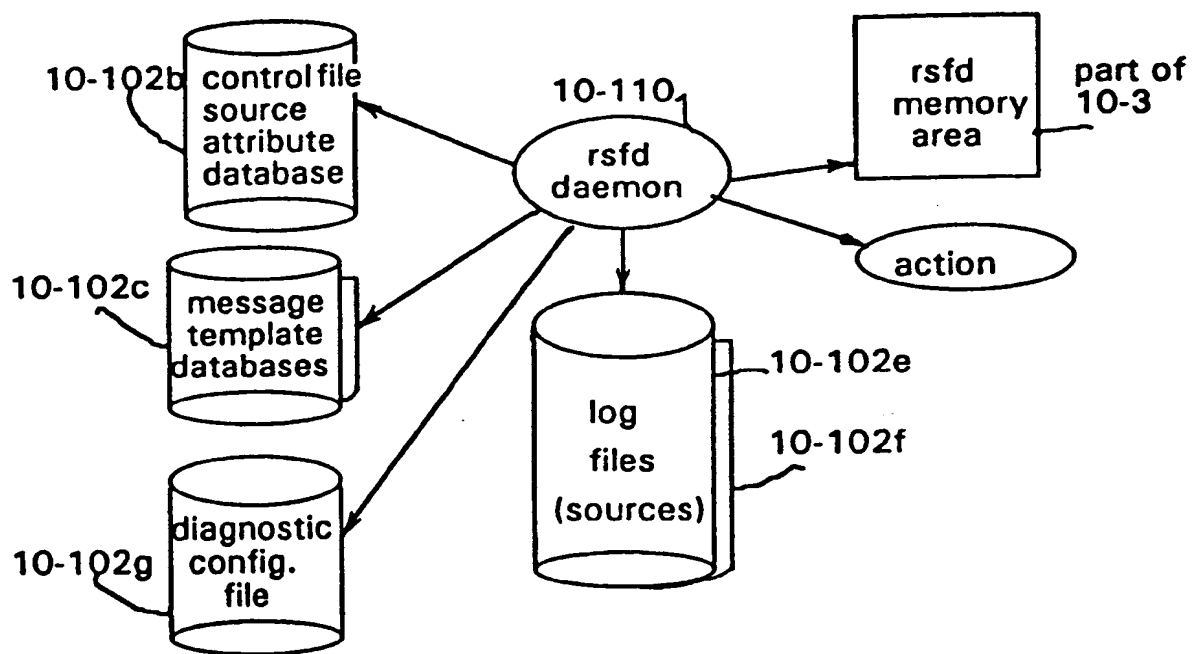 10-102b
control file
source
attribute
database
10-110
rsfd
daemon
rsfd
memory
area
part of
10-3
action
10-102c
message
template
databases
10-102e
log
files
(sources)
10-102f
10-102g
diagnostic
config.
file